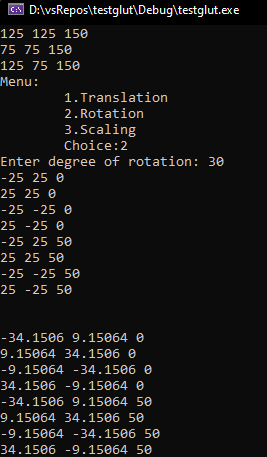 D:\vsRepos\testglut\Debug\testglut.exe
125 125 150
75 75 150
125 75 150
Menu:
1.Translation
2.Rotation
3.Scaling
Choice:2
Enter degree of rotation: 30
-25 25 0
25 25 0
-25 -25 0
25 -25 0
-25 25 50
25 25 50
-25 -25 50
25 -25 50
-34.1506 9.15064 0
9.15064 34.1506 0
-9.15064 -34.1506 0
34.1506 -9.15064 0
-34.1506 9.15064 50
9.15064 34.1506 50
-9.15064 -34.1506 50
34.1506 -9.15064 50